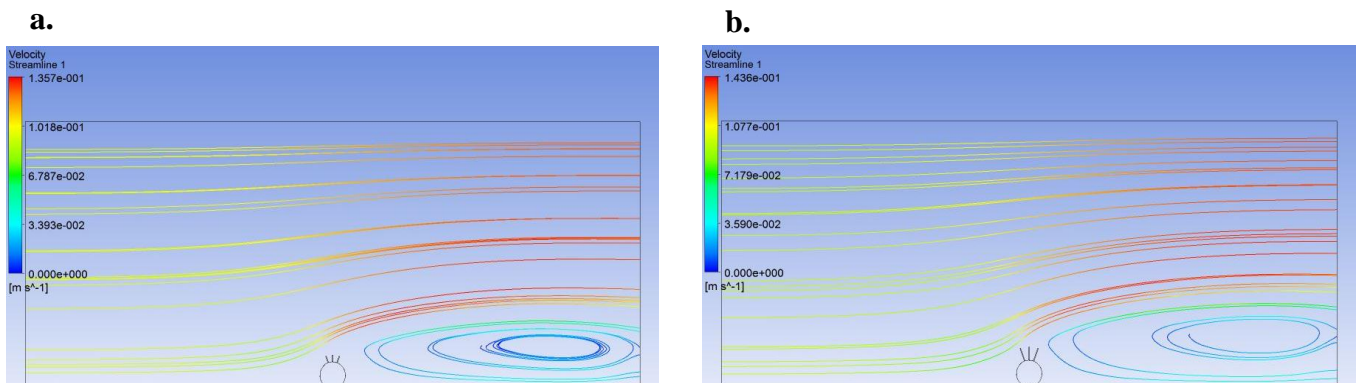 a.
Velocity
Streamline 1
1.357e-001
1.018e-001
6.787e-002
3.393e-002
0.000e+000
[m s^-1]
b.
Velocity
Streamline 1
1.436e-001
1.077e-001
7.179e-002
3.590e-002
0.000e+000
[m s^-1]